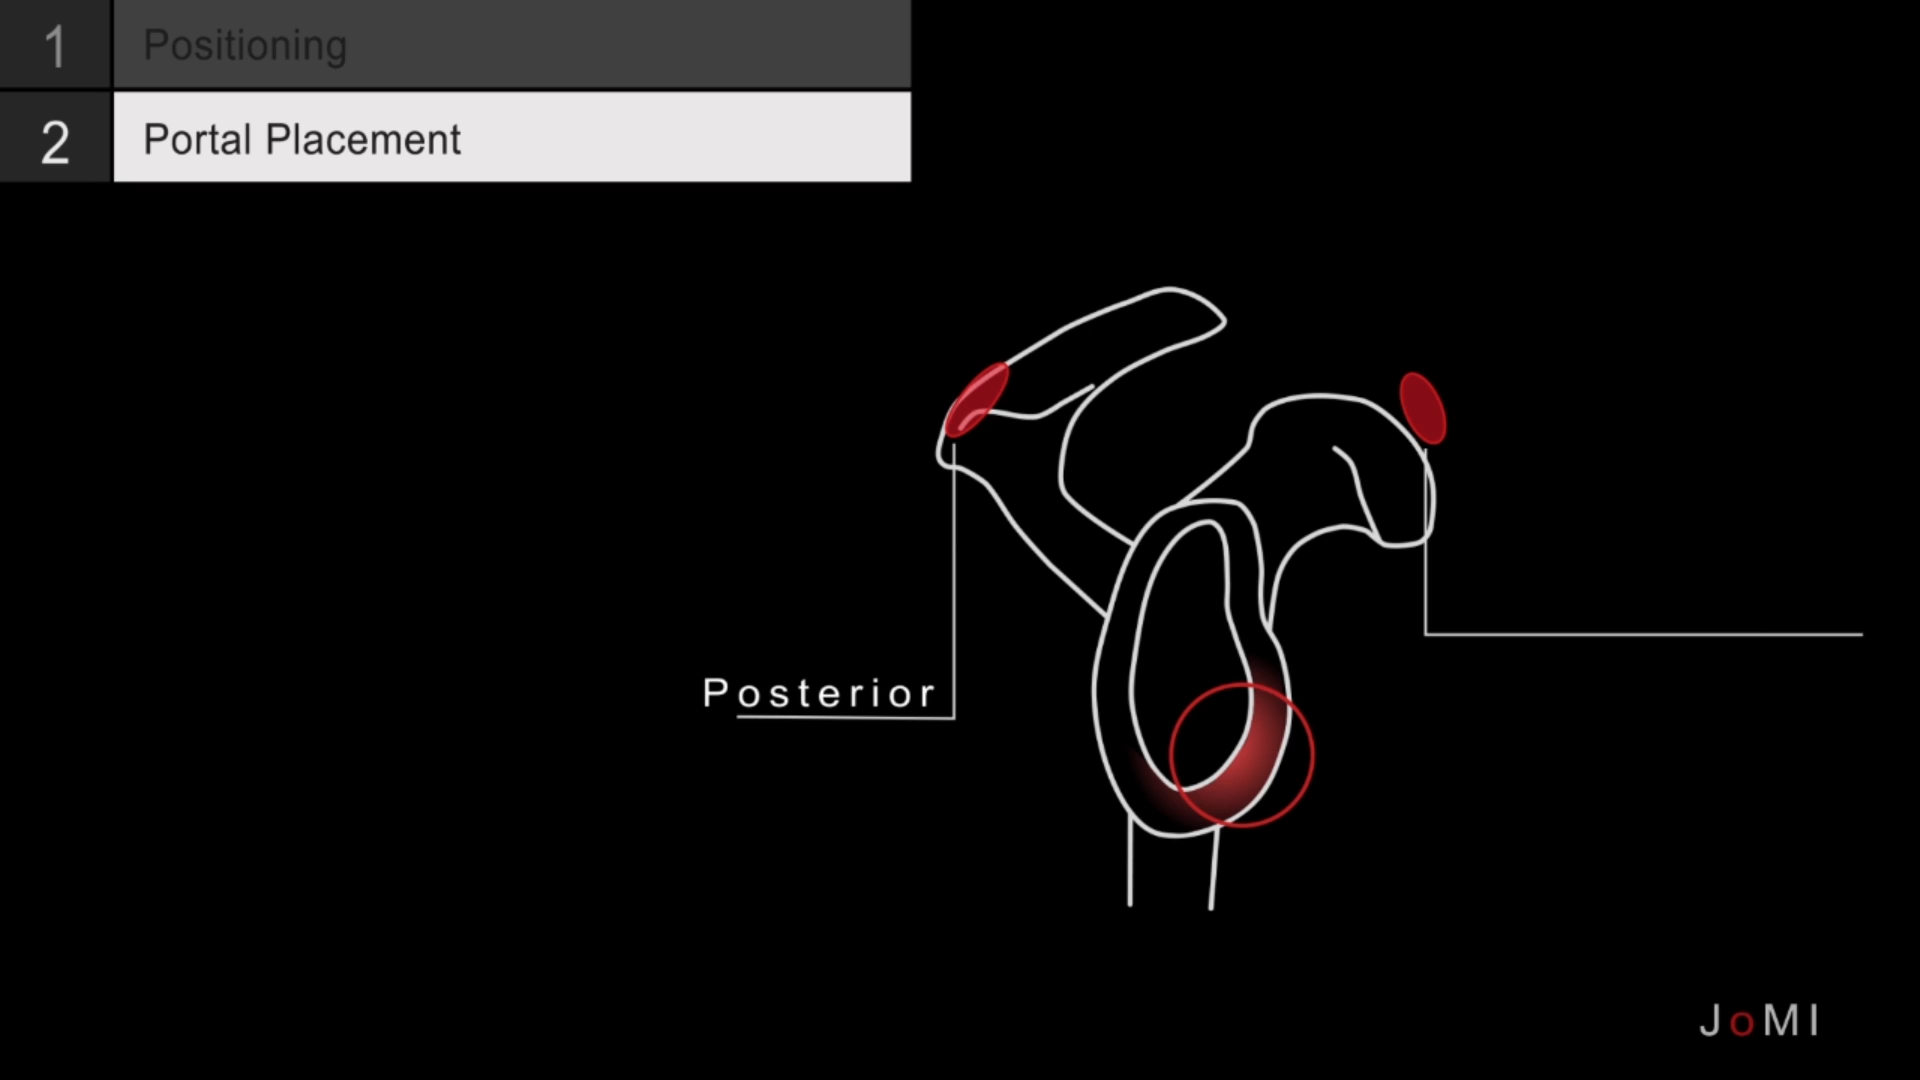 1 Positioning
2 Portal Placement
Posterior
JoMI